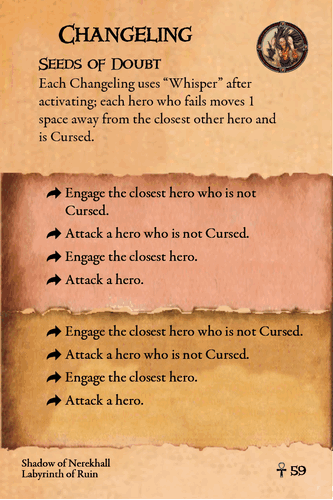 Changeling
Seeds of Doubt
Each Changeling uses “Whisper” after
activating; each hero who fails moves 1
space away from the closest other hero and
is Cursed.
Engage the closest hero who is not
Cursed.
Attack a hero who is not Cursed.
Engage the closest hero.
Attack a hero.
Engage the closest hero who is not Cursed.
Attack a hero who is not Cursed.
Engage the closest hero.
Attack a hero.
Shadow of Nerekhall
Labyrinth of Ruin
59